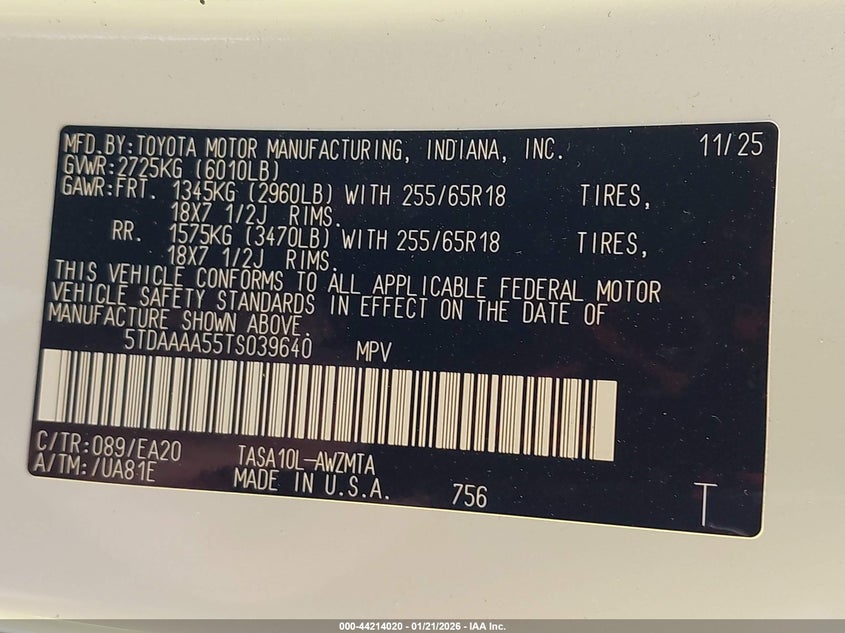 MFD.BY:TOYOTA MOTOR MANUFACTURING, INDIANA, INC. 11/25
GVWR:2725KG (6010LB)
GAWR:FRT. 1345KG (2960LB) WITH 255/65R18 TIRES,
18X7 1/2J RIMS.
RR. 1575KG (3470LB) WITH 255/65R18 TIRES,
18X7 1/2J RIMS.
THIS VEHICLE CONFORMS TO ALL APPLICABLE FEDERAL MOTOR
VEHICLE SAFETY STANDARDS IN EFFECT ON THE DATE OF
MANUFACTURE SHOWN ABOVE.
5TDAAAA55TS039640 MPV
C/TR:089/EA20 TASA10L-AWZMTA
A/TM:/UA81E MADE IN U.S.A. 756 T
000-44214020 - 01/21/2026 - IAA Inc.